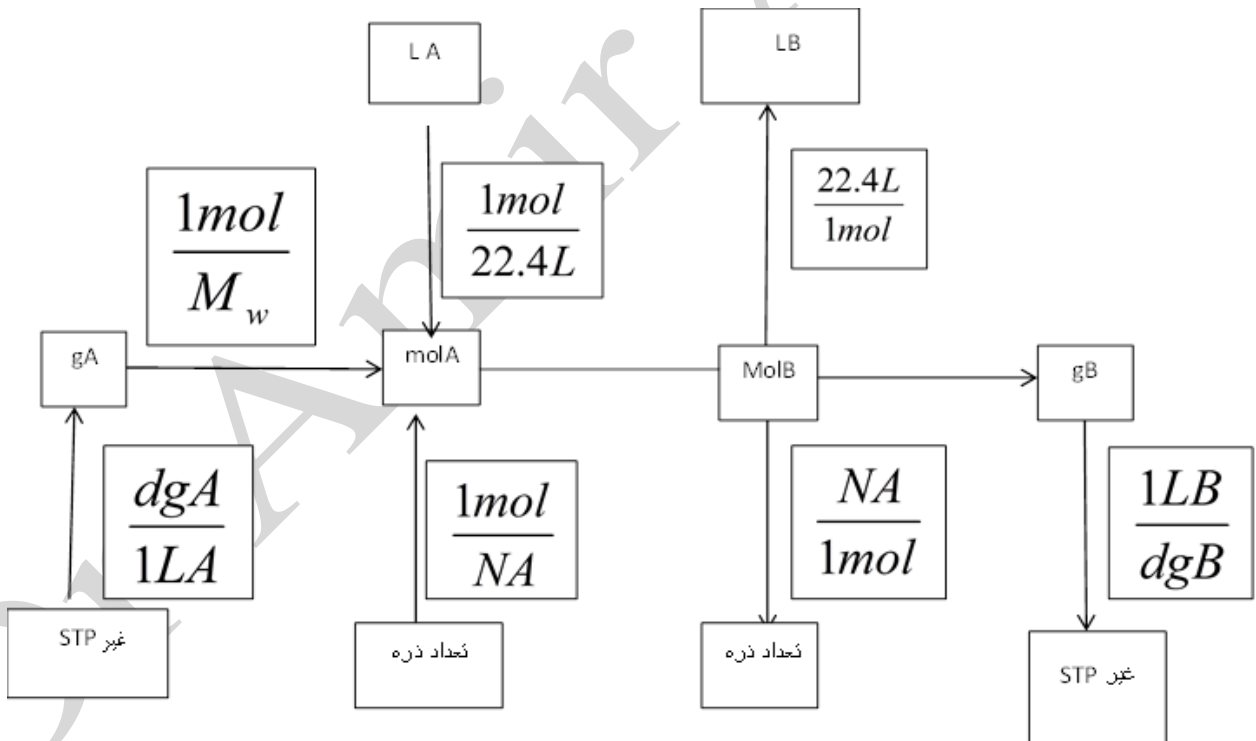 L A
LB
1mol
M w
1mol
22.4L
22.4L
1mol
gA
molA
MolB
gB
dgA
1LA
1mol
NA
NA
1mol
1LB
dgB
غیر STP
تعداد ذره
تعداد ذره
غیر STP
Amir